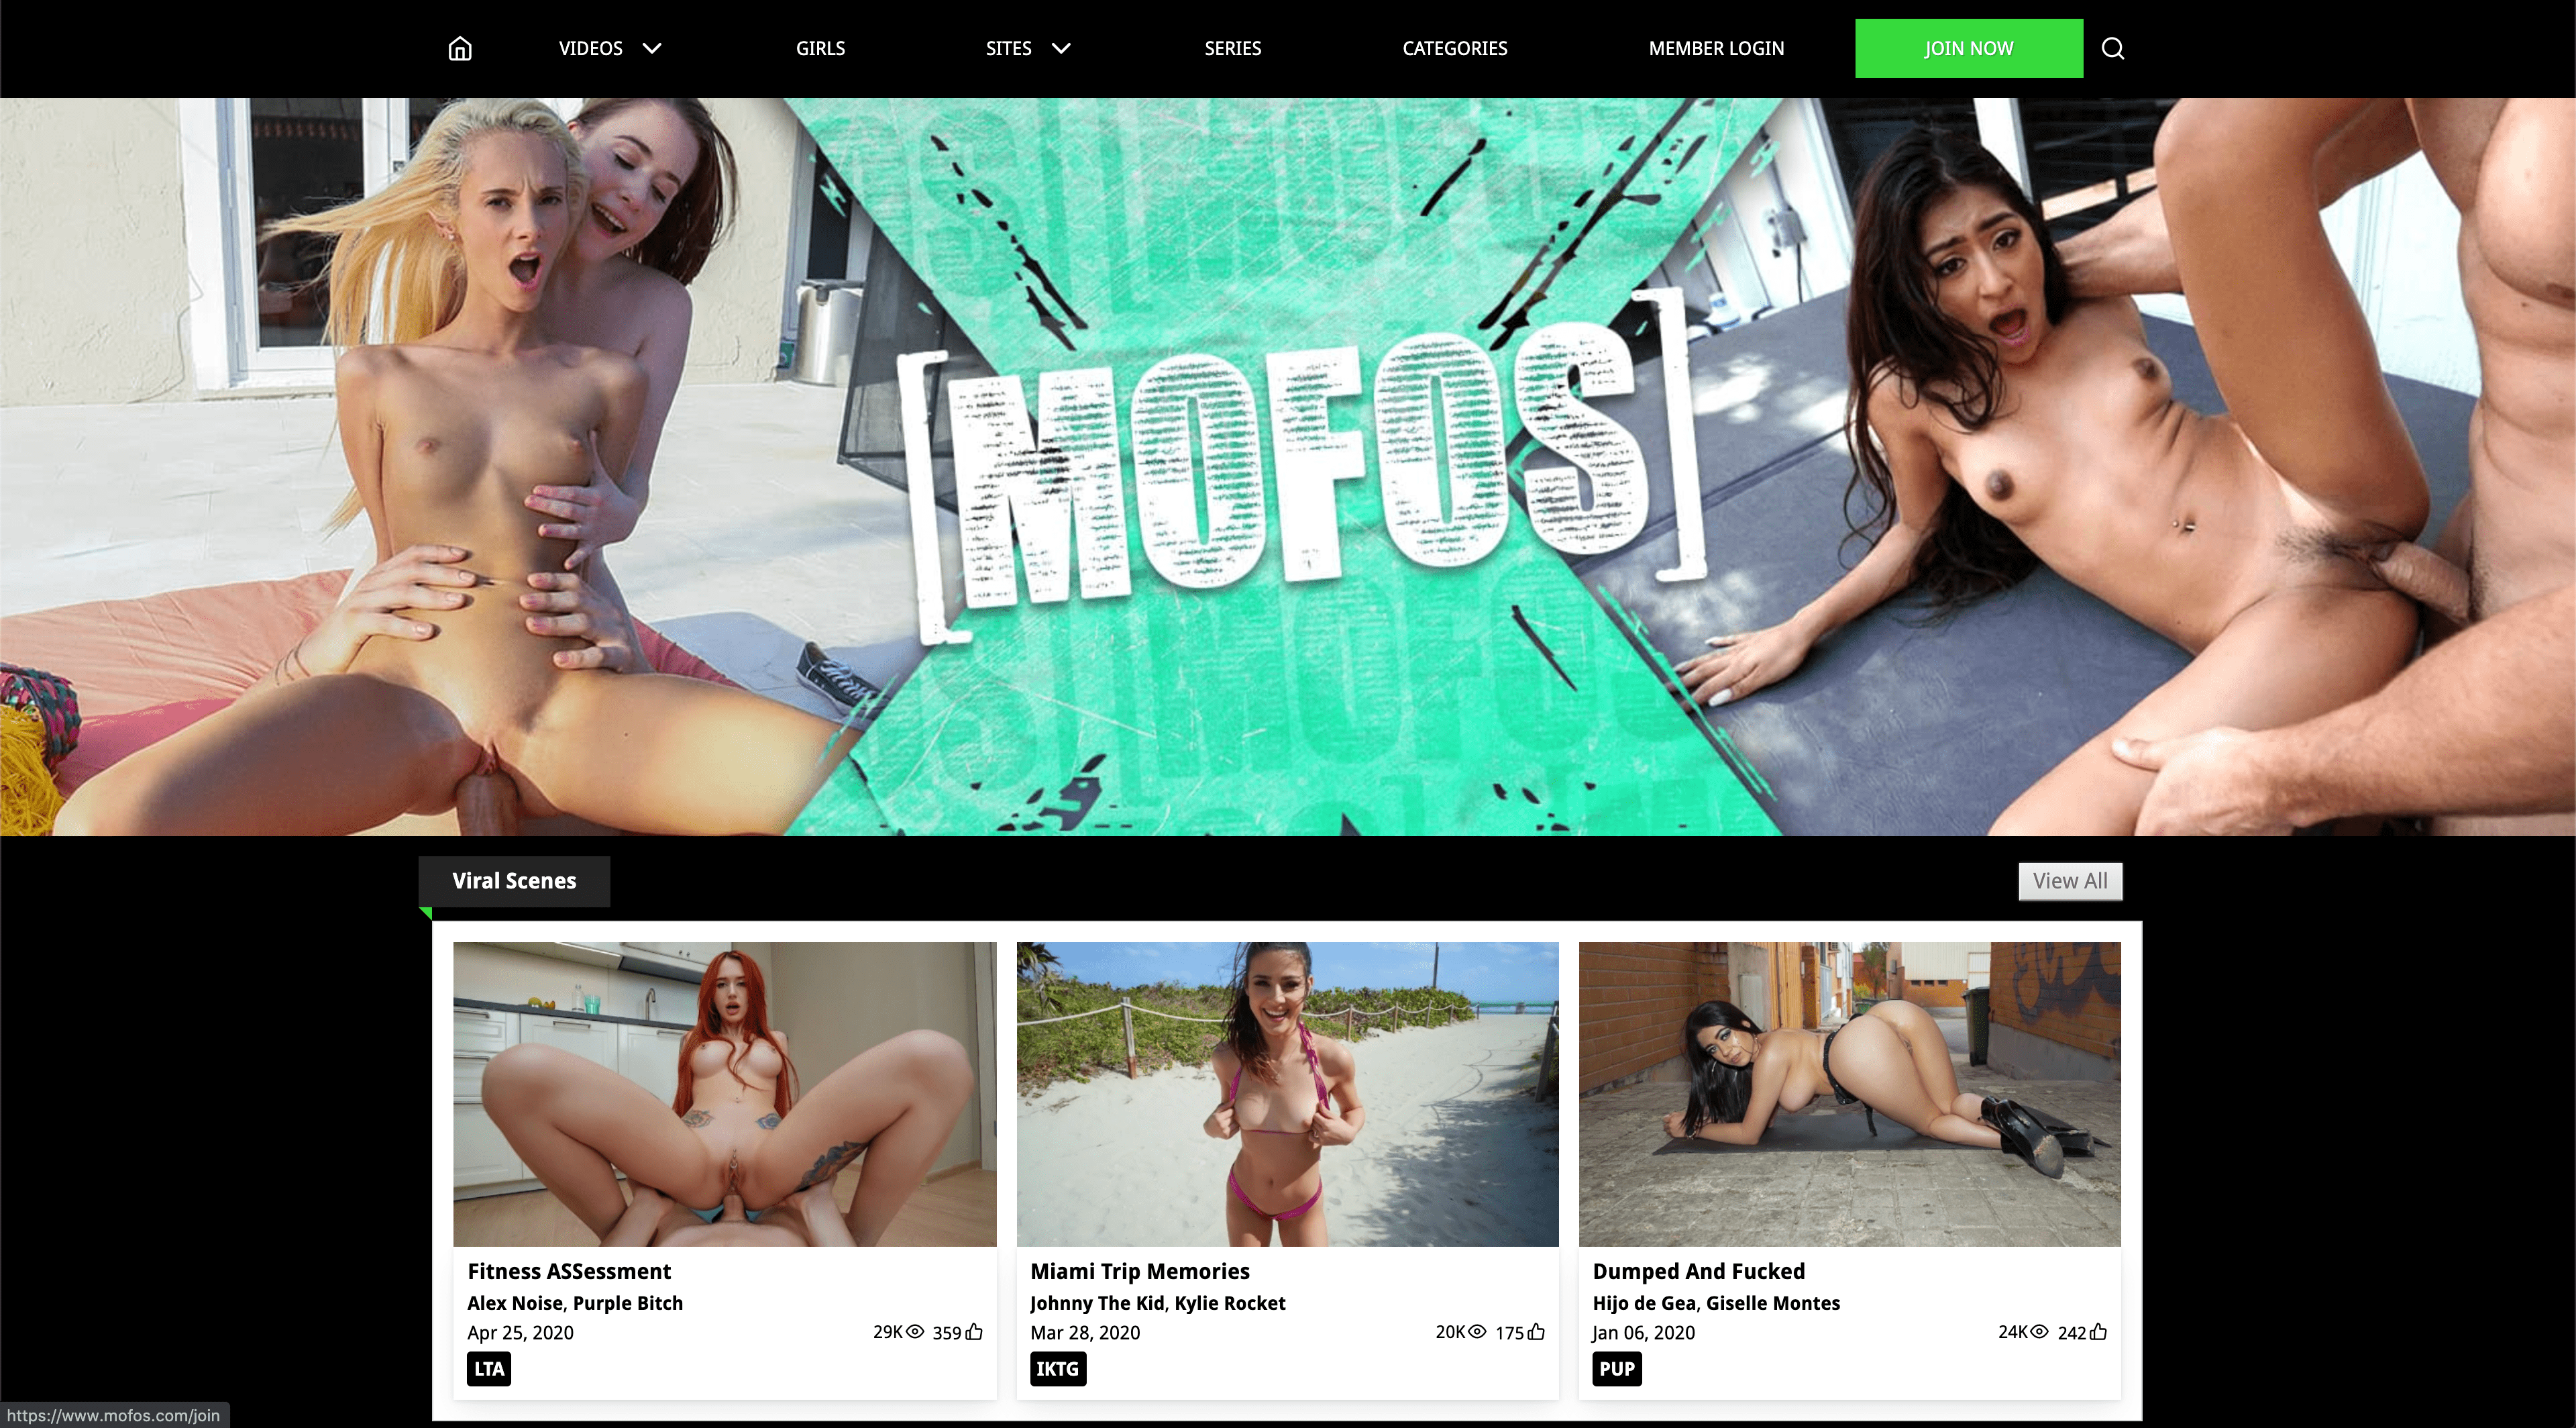 VIDEOS
GIRLS
SITES
SERIES
CATEGORIES
MEMBER LOGIN
JOIN NOW
[MOFOS]
Viral Scenes
View All
Fitness ASSessment
Alex Noise, Purple Bitch
Apr 25, 2020
29K 359
LTA
Miami Trip Memories
Johnny The Kid, Kylie Rocket
Mar 28, 2020
20K 175
IKTG
Dumped And Fucked
Hijo de Gea, Giselle Montes
Jan 06, 2020
24K 242
PUP
https://www.mofos.com/join